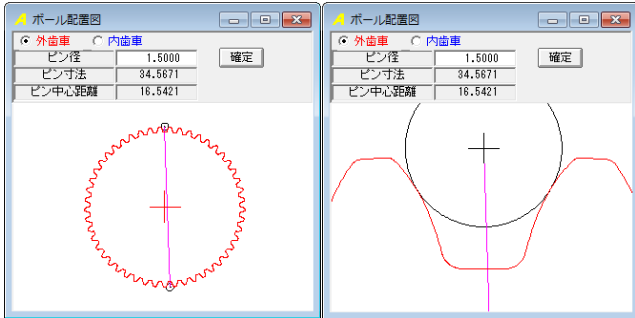 ボール配置図
外歯車 内歯車
ピン径 1.5000 確定
ピン寸法 34.5671
ピン中心距離 16.5421
ボール配置図
外歯車 内歯車
ピン径 1.5000 確定
ピン寸法 34.5671
ピン中心距離 16.5421